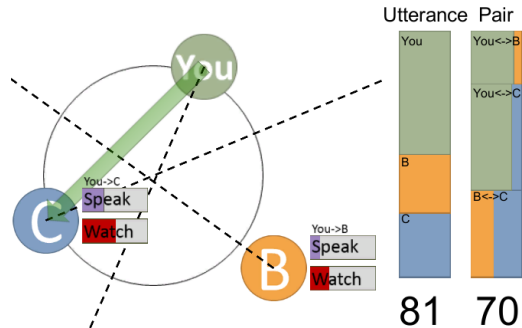 Utterance Pair
You
You
You<->B
You<->C
B
C
B<->C
You->C
Speak
Watch
C
You->B
Speak
Watch
B
81 70